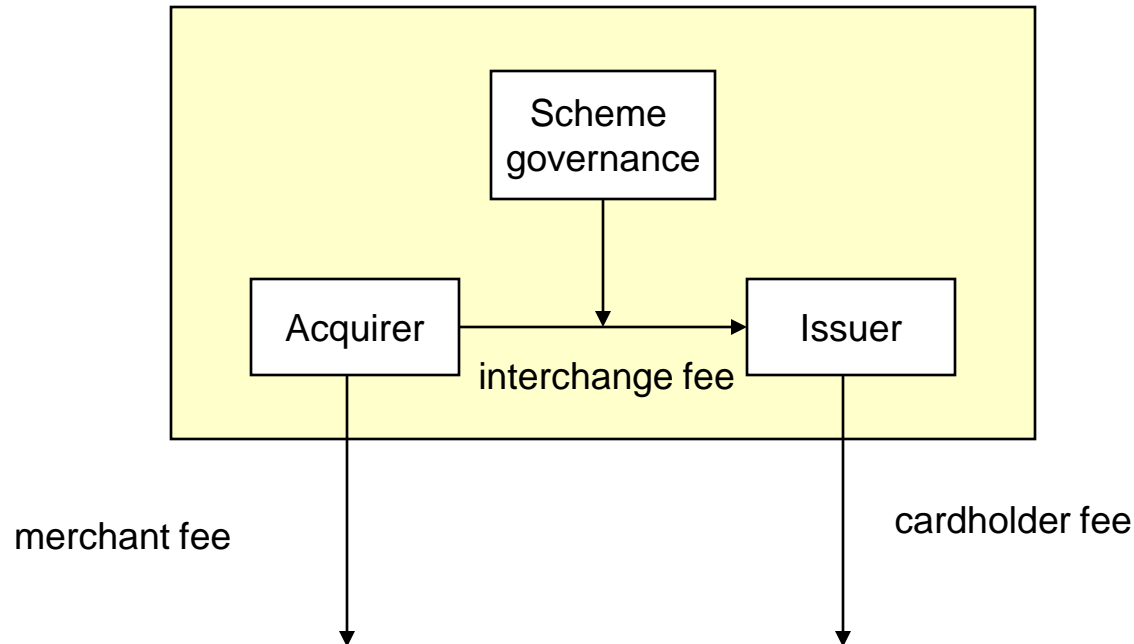 Scheme
governance
Acquirer
Issuer
interchange fee
merchant fee
cardholder fee